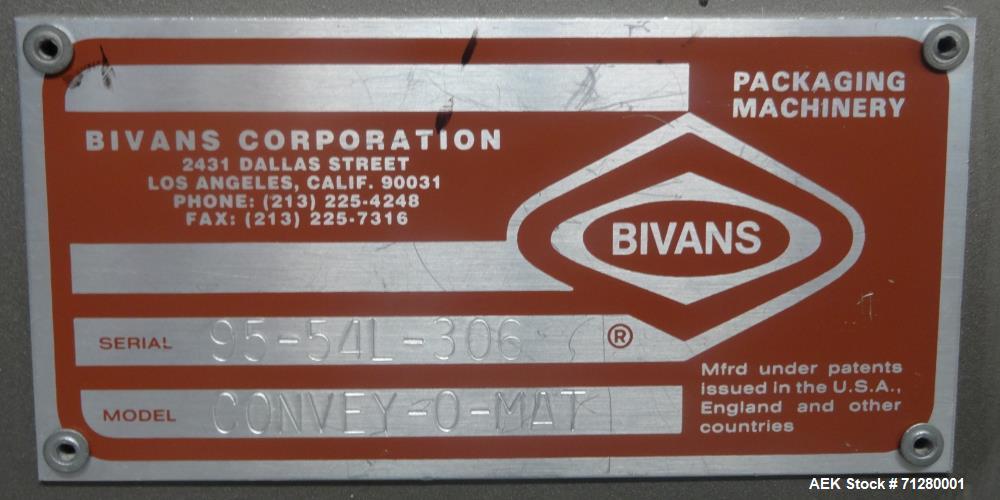 PACKAGING
MACHINERY
BIVANS CORPORATION
2431 DALLAS STREET
LOS ANGELES, CALIF. 90031
PHONE: (213) 225-4248
FAX: (213) 225-7316
BIVANS
SERIAL 95-54L-306 ®
MODEL CONVEY-O-MAT
Mfrd under patents
issued in the U.S.A.,
England and other
countries
AEK Stock # 71280001